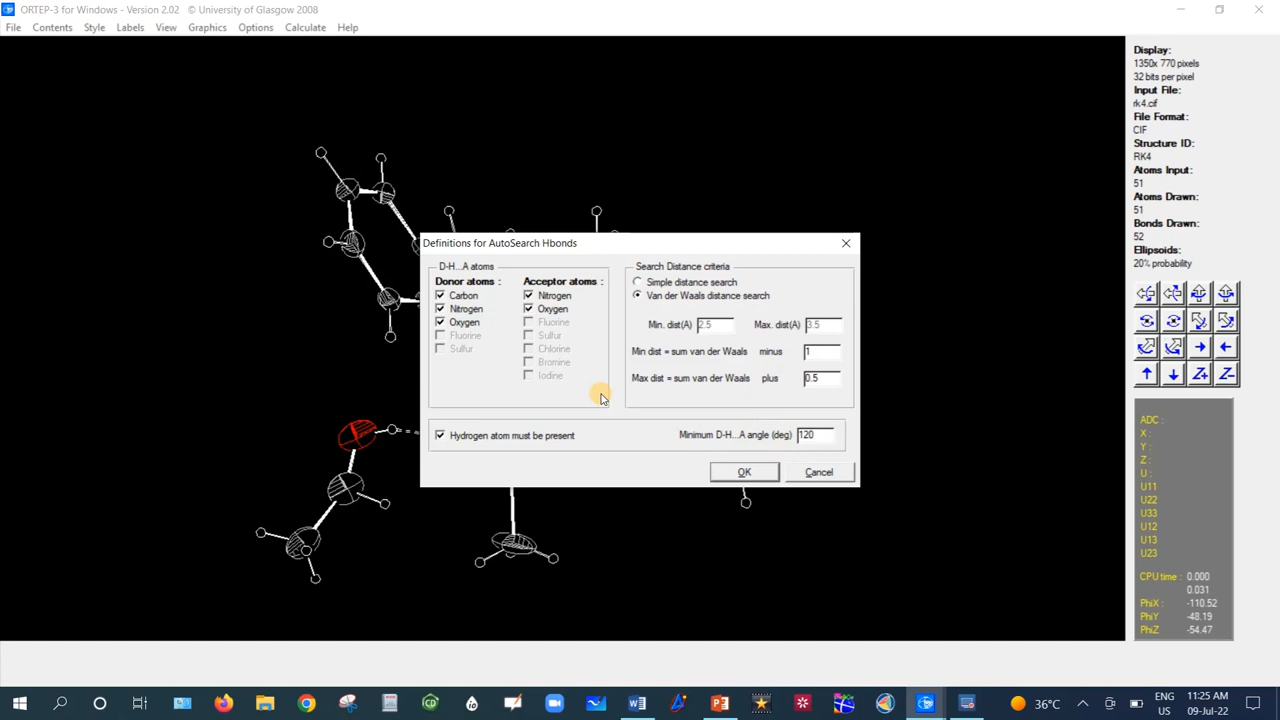 ORTEP-3 for Windows - Version 2.02 © University of Glasgow 2008
File Contents Style Labels View Graphics Options Calculate Help
Definitions for AutoSearch Hbonds
D-H...A atoms
Donor atoms : Acceptor atoms :
Carbon Nitrogen
Nitrogen Oxygen
Oxygen Fluorine
Fluorine Sulfur
Sulfur Chlorine
Bromine
Iodine
Search Distance criteria
Simple distance search
Van der Waals distance search
Min. dist(A) 2.5 Max. dist(A) 3.5
Min dist = sum van der Waals minus 1
Max dist = sum van der Waals plus 0.5
Hydrogen atom must be present Minimum D-H...A angle (deg) 120
OK Cancel
Display:
1350x 770 pixels
32 bits per pixel
Input File:
rk4.cif
File Format:
CIF
Structure ID:
RK4
Atoms Input:
51
Atoms Drawn:
51
Bonds Drawn:
52
Ellipsoids:
20% probability
Z+ Z-
ADC :
X :
Y :
Z :
U :
U11
U22
U33
U12
U13
U23
CPU time : 0.000
0.031
PhiX : -110.52
PhiY -48.19
PhiZ -54.47
36°C
ENG
US
11:25 AM
09-Jul-22